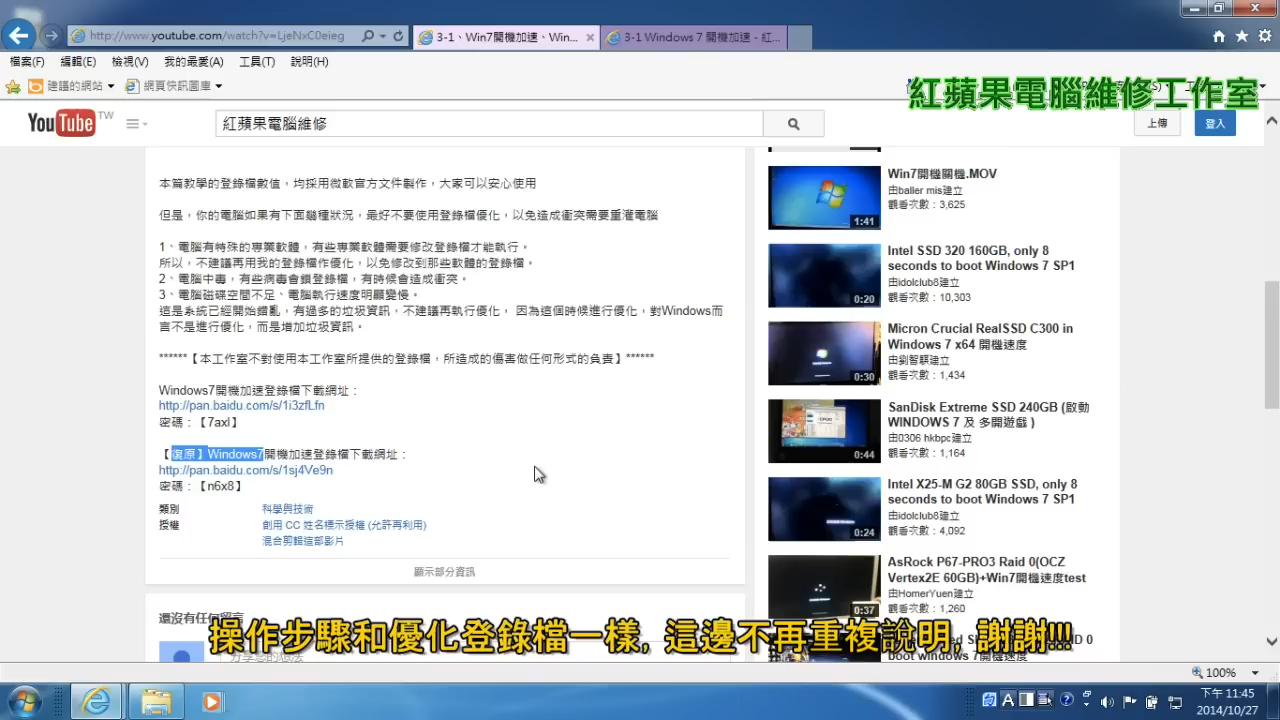 http://www.youtube.com/watch?v=LjeNxC0eieg
3-1、Win7開機加速、Win...
3-1 Windows 7 開機加速 - 紅...
檔案(F) 編輯(E) 檢視(V) 我的最愛(A) 工具(T) 說明(H)
建議的網站 網頁快訊圖庫
紅蘋果電腦維修工作室
YouTube TW
紅蘋果電腦維修
上傳
登入
本篇教學的登錄檔數值，均採用微軟官方文件製作，大家可以安心使用
但是，你的電腦如果有下面幾種狀況，最好不要使用登錄檔優化，以免造成衝突需要重灌電腦
1、電腦有特殊的專業軟體，有些專業軟體需要修改登錄檔才能執行。
所以，不建議再用我的登錄檔作優化，以免修改到那些軟體的登錄檔。
2、電腦中毒，有些病毒會鎖登錄檔，有時候會造成衝突。
3、電腦磁碟空間不足、電腦執行速度明顯變慢。
這是系統已經開始錯亂，有過多的垃圾資訊，不建議再執行優化， 因為這個時候進行優化，對Windows而
言不是進行優化，而是增加垃圾資訊。
******【本工作室不對使用本工作室所提供的登錄檔，所造成的傷害做任何形式的負責】******
Windows7開機加速登錄檔下載網址：
http://pan.baidu.com/s/1i3zfLfn
密碼：【7axl】
【復原】Windows7開機加速登錄檔下載網址：
http://pan.baidu.com/s/1sj4Ve9n
密碼：【n6x8】
類別 科學與技術
授權 創用 CC 姓名標示授權 (允許再利用)
混合剪輯這部影片
顯示部分資訊
還沒有任何留言
分享您的想法
Win7開機關機.MOV
由baller mis建立
觀看次數：3,625
1:41
Intel SSD 320 160GB, only 8
seconds to boot Windows 7 SP1
由idolclub8建立
觀看次數：10,303
0:20
Micron Crucial RealSSD C300 in
Windows 7 x64 開機速度
由劉智騏建立
觀看次數：1,434
0:30
SanDisk Extreme SSD 240GB (啟動
WINDOWS 7 及 多開遊戲 )
由0306 hkbpc建立
觀看次數：1,164
0:44
Intel X25-M G2 80GB SSD, only 8
seconds to boot Windows 7 SP1
由idolclub8建立
觀看次數：4,092
0:24
AsRock P67-PRO3 Raid 0(OCZ
Vertex2E 60GB)+Win7開機速度test
由HomerYuen建立
觀看次數：1,260
0:37
boot windows 7開機速度
操作步驟和優化登錄檔一樣, 這邊不再重複說明, 謝謝!!!
100%
下午 11:45
2014/10/27